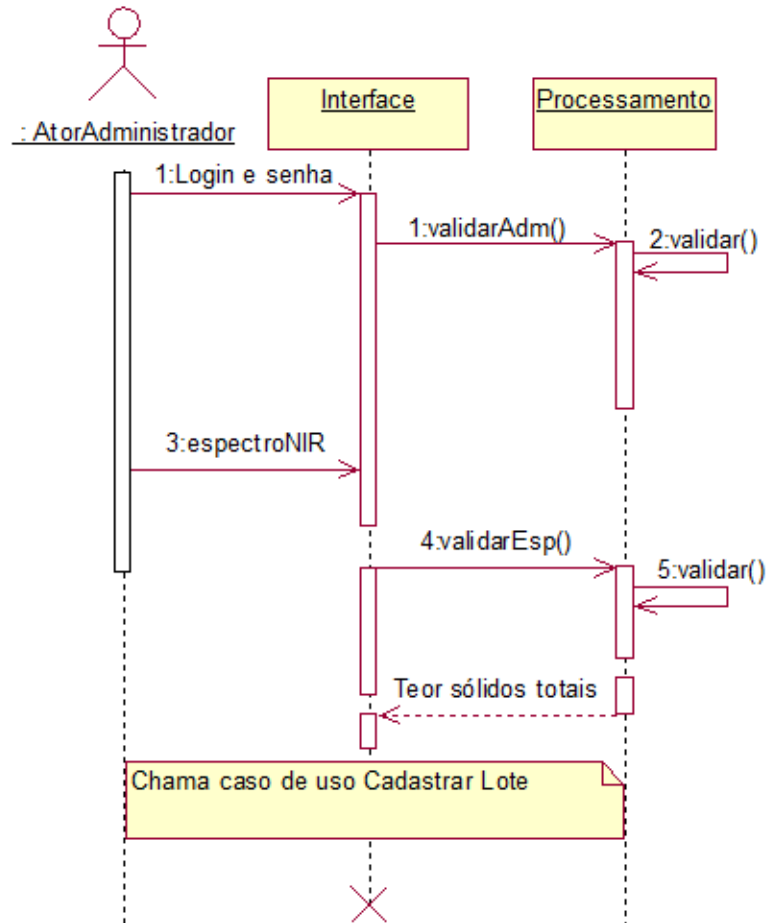 Interface
Processamento
: AtorAdministrador
1:Login e senha
1:validarAdm()
2:validar()
3:espectroNIR
4:validarEsp()
5:validar()
Teor sólidos totais
Chama caso de uso Cadastrar Lote